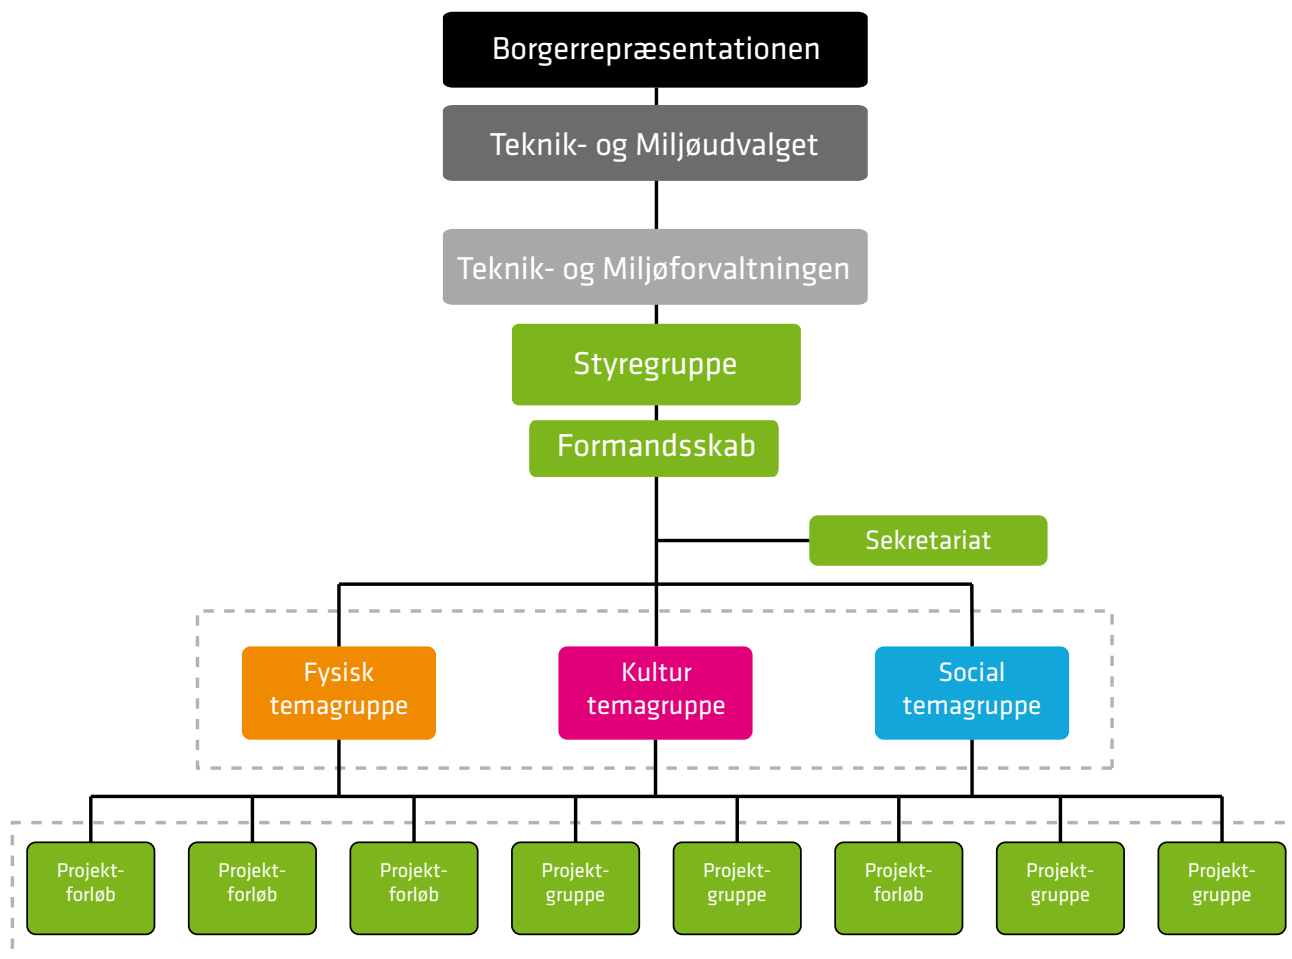 Borgerrepræsentationen
Teknik- og Miljøudvalget
Teknik- og Miljøforvaltningen
Styregruppe
Formandsskab
Sekretariat
Fysisk
temagruppe
Kultur
temagruppe
Social
temagruppe
Projekt-
forløb
Projekt-
forløb
Projekt-
forløb
Projekt-
gruppe
Projekt-
gruppe
Projekt-
forløb
Projekt-
gruppe
Projekt-
gruppe